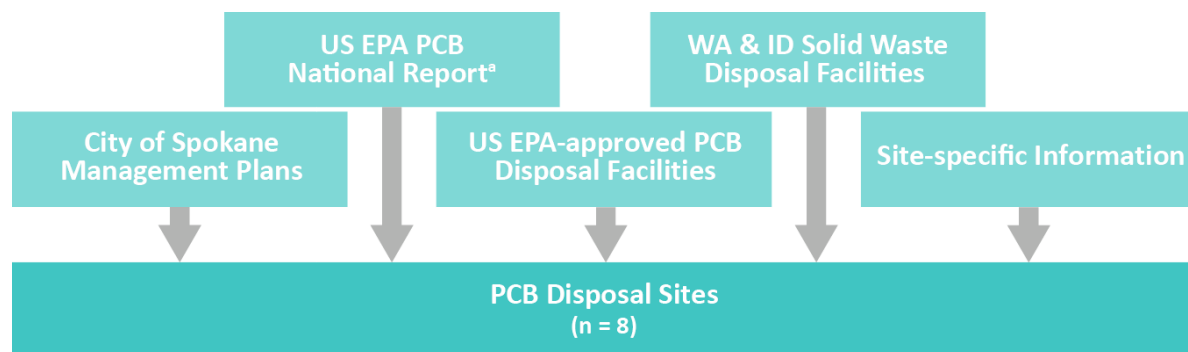 US EPA PCB
National Reportª
WA & ID Solid Waste
Disposal Facilities
City of Spokane
Management Plans
US EPA-approved PCB
Disposal Facilities
Site-specific Information
PCB Disposal Sites
(n = 8)